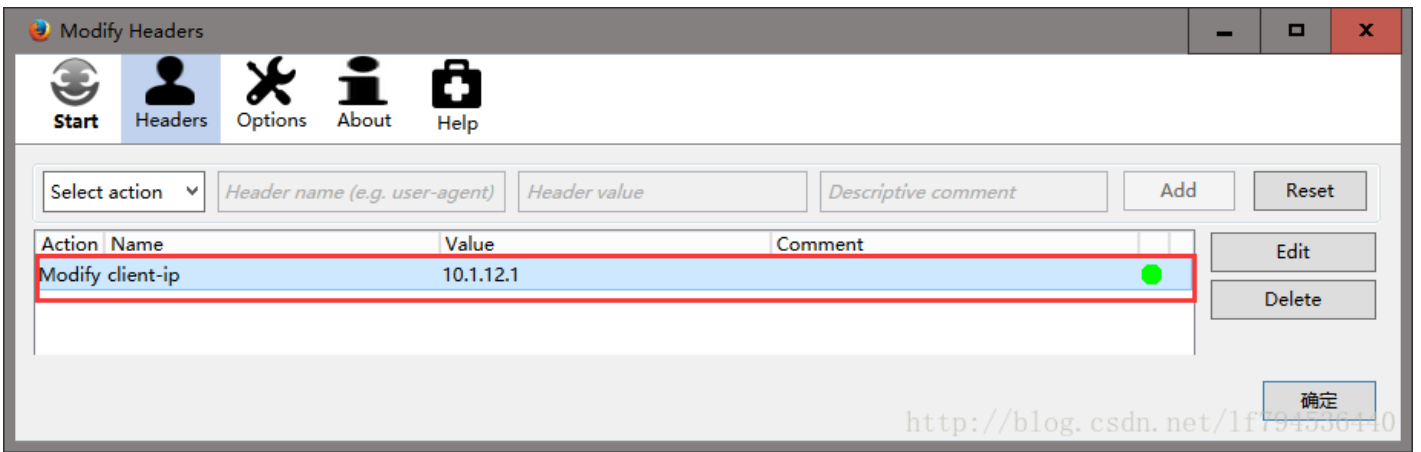 Modify Headers
Start Headers Options About Help
Select action Header name (e.g. user-agent) Header value Descriptive comment Add Reset
Action Name Value Comment
Edit
Modify client-ip 10.1.12.1
Delete
确定
http://blog.csdn.net/lf794536440